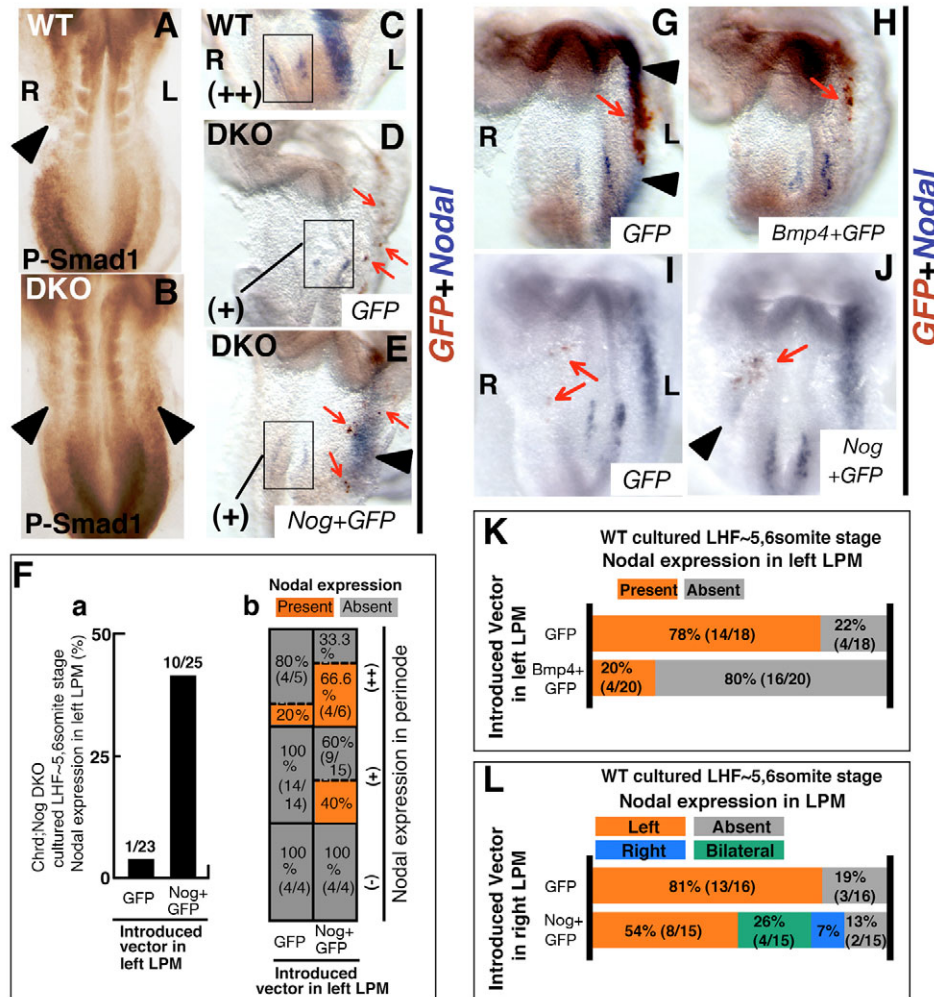 WT
A
R
L
P-Smad1
DKO
B
P-Smad1
WT
C
R
L
(++)
DKO
D
(+)
GFP
DKO
E
(+)
Nog+GFP
GFP+Nodal
G
R
L
GFP
H
Bmp4+GFP
I
R
L
GFP
J
Nog
+GFP
GFP+Nodal
F
a
Chrd;Nog DKO
cultured LHF~5,6somite stage
Nodal expression in left LPM (%)
50
25
0
1/23
10/25
GFP
Nog+
GFP
Introduced
vector in
left LPM
b
Nodal expression
Present
Absent
80%
(4/5)
20%
33.3
%
66.6
%
(4/6)
100
%
(14/
14)
60%
(9/
15)
40%
100
%
(4/4)
100
%
(4/4)
(++)
(+)
(-)
Nodal expression in perinode
GFP
Nog+
GFP
Introduced
vector in left LPM
K
WT cultured LHF~5,6somite stage
Nodal expression in left LPM
Present
Absent
Introduced Vector
in left LPM
GFP
78% (14/18)
22%
(4/18)
Bmp4+
GFP
20%
(4/20)
80% (16/20)
L
WT cultured LHF~5,6somite stage
Nodal expression in LPM
Left
Absent
Right
Bilateral
Introduced Vector
in right LPM
GFP
81% (13/16)
19%
(3/16)
Nog+
GFP
54% (8/15)
26%
(4/15)
7%
13%
(2/15)